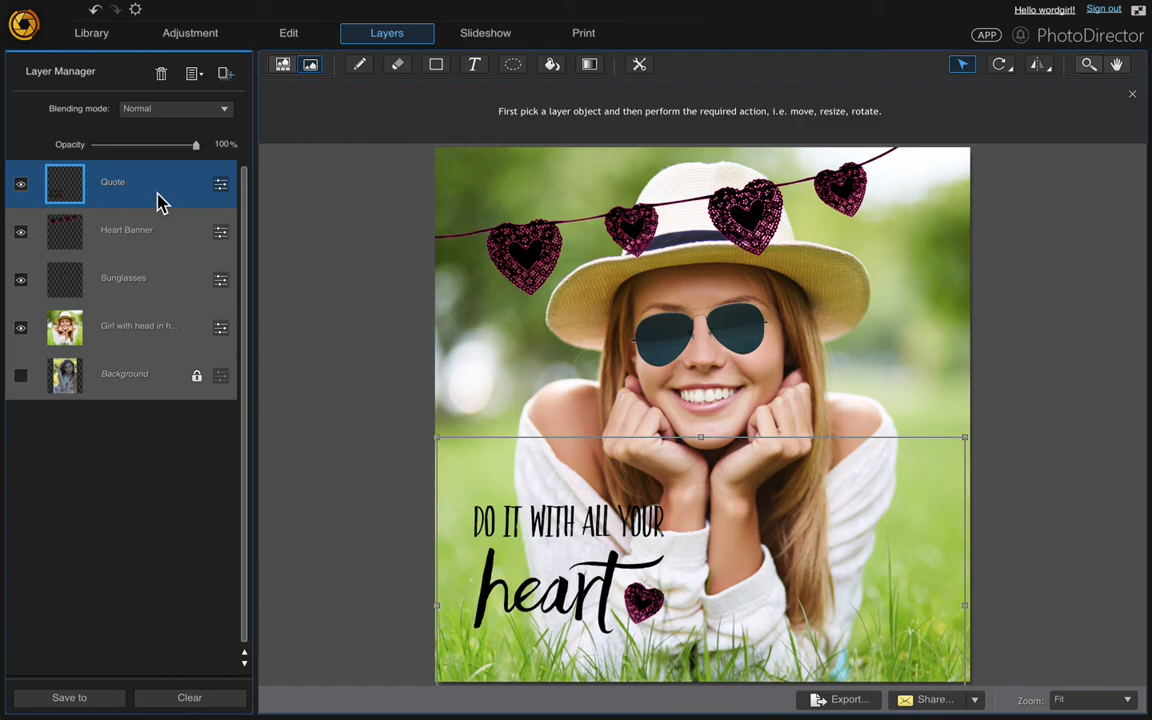 Hello wordgirl!
Sign out
Library
Adjustment
Edit
Layers
Slideshow
Print
APP
PhotoDirector
Layer Manager
Blending mode: Normal
Opacity 100%
First pick a layer object and then perform the required action, i.e. move, resize, rotate.
Quote
Heart Banner
Sunglasses
Girl with head in h...
Background
DO IT WITH ALL YOUR
heart
Save to
Clear
Export...
Share...
Zoom: Fit